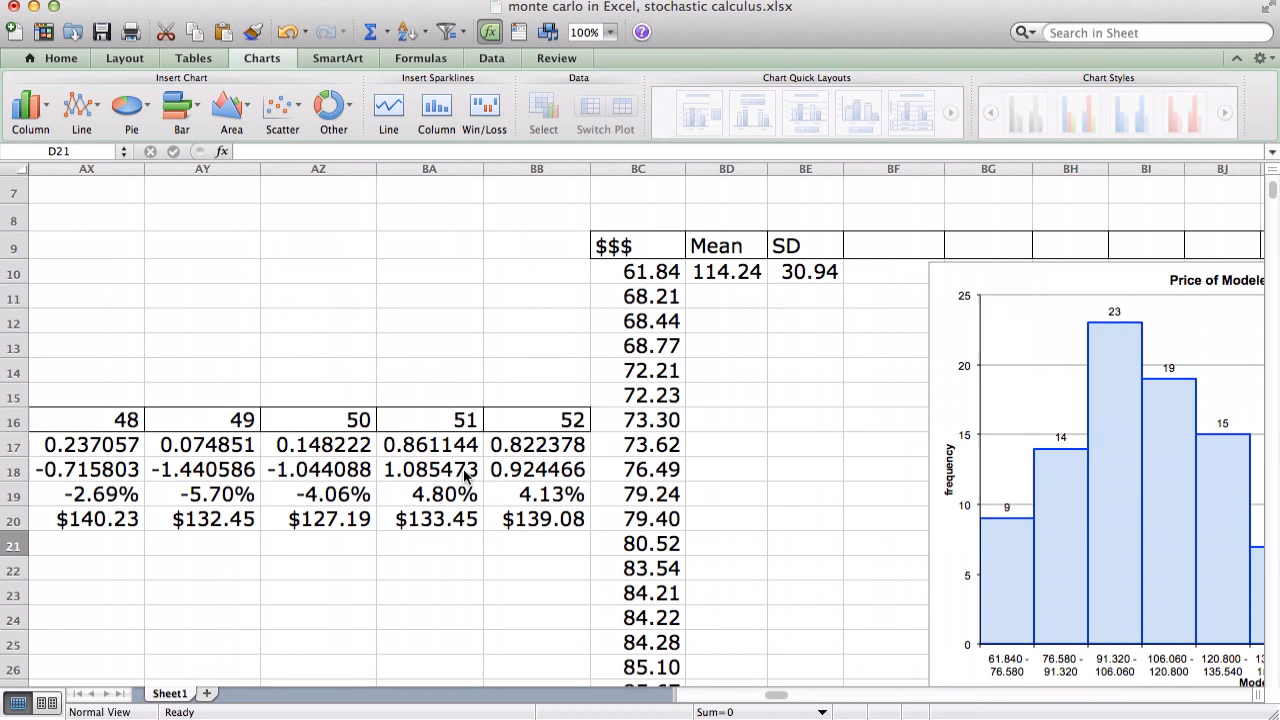 monte carlo in Excel, stochastic calculus.xlsx
100%
Search in Sheet
Home Layout Tables Charts SmartArt Formulas Data Review
Insert Chart Insert Sparklines Data Chart Quick Layouts Chart Styles
Column Line Pie Bar Area Scatter Other Line Column Win/Loss Select Switch Plot
D21 fx
AX AY AZ BA BB BC BD BE BF BG BH BI BJ
7
8
9 $$$ Mean SD
10 61.84 114.24 30.94
11 68.21
12 68.44
13 68.77
14 72.21
15 72.23
16 48 49 50 51 52 73.30
17 0.237057 0.074851 0.148222 0.861144 0.822378 73.62
18 -0.715803 -1.440586 -1.044088 1.085473 0.924466 76.49
19 -2.69% -5.70% -4.06% 4.80% 4.13% 79.24
20 $140.23 $132.45 $127.19 $133.45 $139.08 79.40
21 80.52
22 83.54
23 84.21
24 84.22
25 84.28
26 85.10
Price of Modele
frequency
25
20
15
10
5
0
9
14
23
19
15
61.840 - 76.580 - 91.320 - 106.060 - 120.800 -
76.580 91.320 106.060 120.800 135.540
Mode
Sheet1
Normal View Ready Sum=0